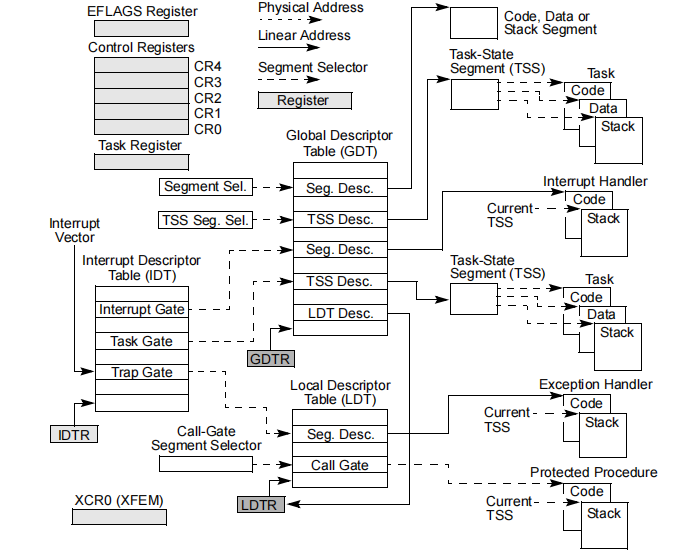 EFLAGS Register
Control Registers
CR4
CR3
CR2
CR1
CR0
Task Register
Physical Address
Linear Address
Segment Selector
Register
Code, Data or
Stack Segment
Task-State
Segment (TSS)
Task
Code
Data
Stack
Global Descriptor
Table (GDT)
Segment Sel.
Seg. Desc.
TSS Seg. Sel.
TSS Desc.
Seg. Desc.
TSS Desc.
LDT Desc.
GDTR
Interrupt Handler
Code
Current
TSS
Stack
Task-State
Segment (TSS)
Task
Code
Data
Stack
Interrupt
Vector
Interrupt Descriptor
Table (IDT)
Interrupt Gate
Task Gate
Trap Gate
IDTR
Local Descriptor
Table (LDT)
Call-Gate
Segment Selector
Seg. Desc.
Call Gate
LDTR
Exception Handler
Code
Current
TSS
Stack
Protected Procedure
Code
Current
TSS
Stack
XCR0 (XFEM)